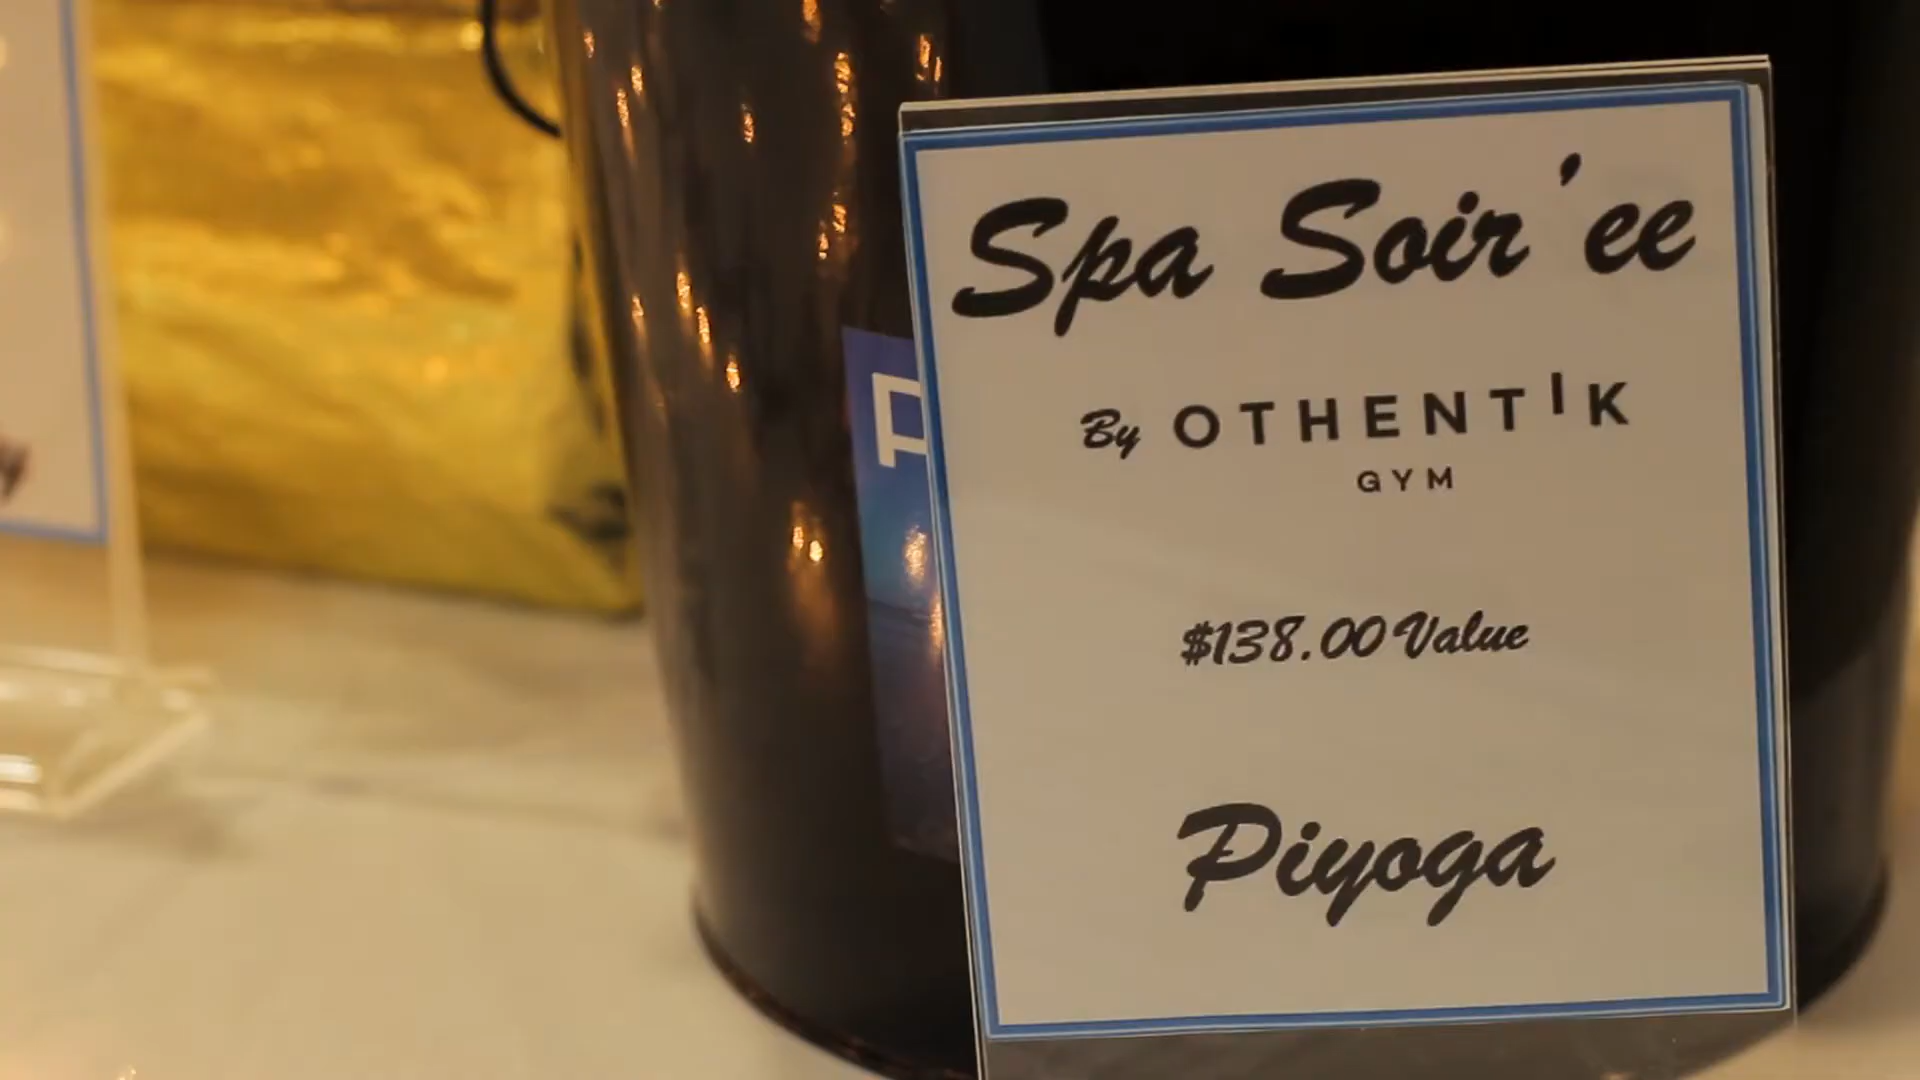 Spa Soir'ee
By OTHENTIK
GYM
$138.00 Value
Piyoga